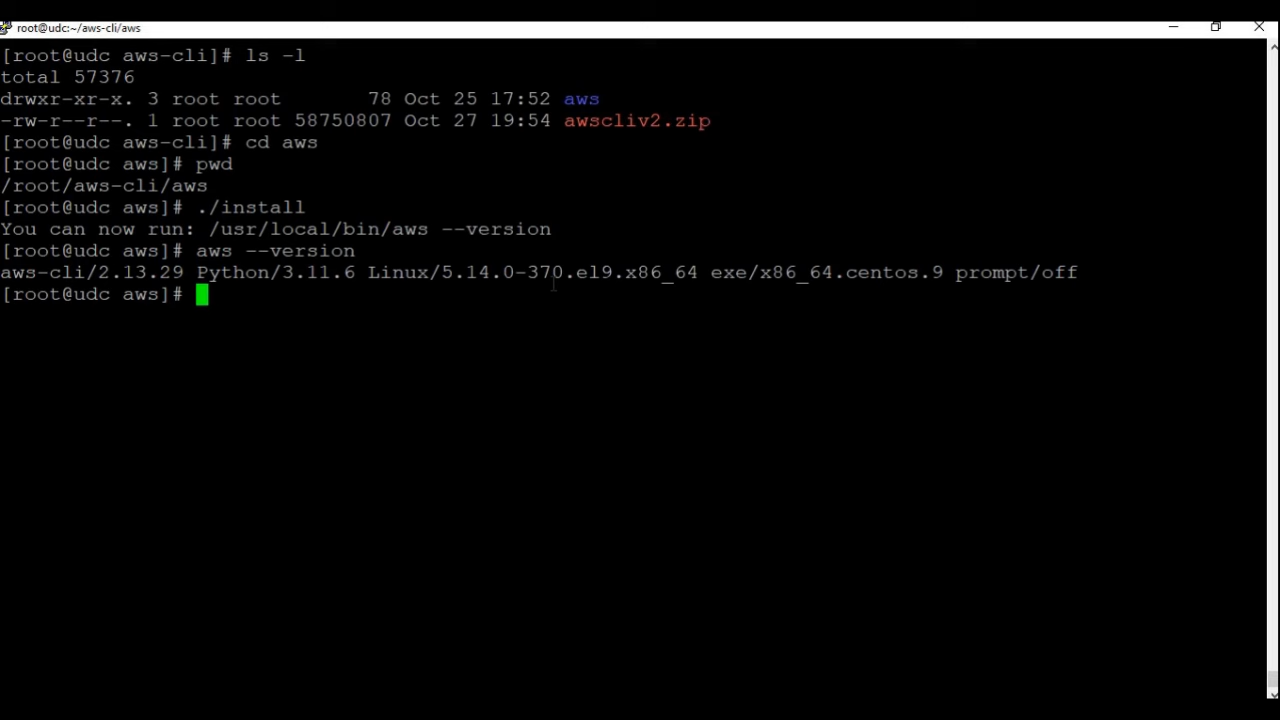 root@udc:~/aws-cli/aws
[root@udc aws-cli]# ls -l
total 57376
drwxr-xr-x. 3 root root       78 Oct 25 17:52 aws
-rw-r--r--. 1 root root 58750807 Oct 27 19:54 awscliv2.zip
[root@udc aws-cli]# cd aws
[root@udc aws]# pwd
/root/aws-cli/aws
[root@udc aws]# ./install
You can now run: /usr/local/bin/aws --version
[root@udc aws]# aws --version
aws-cli/2.13.29 Python/3.11.6 Linux/5.14.0-370.el9.x86_64 exe/x86_64.centos.9 prompt/off
[root@udc aws]#